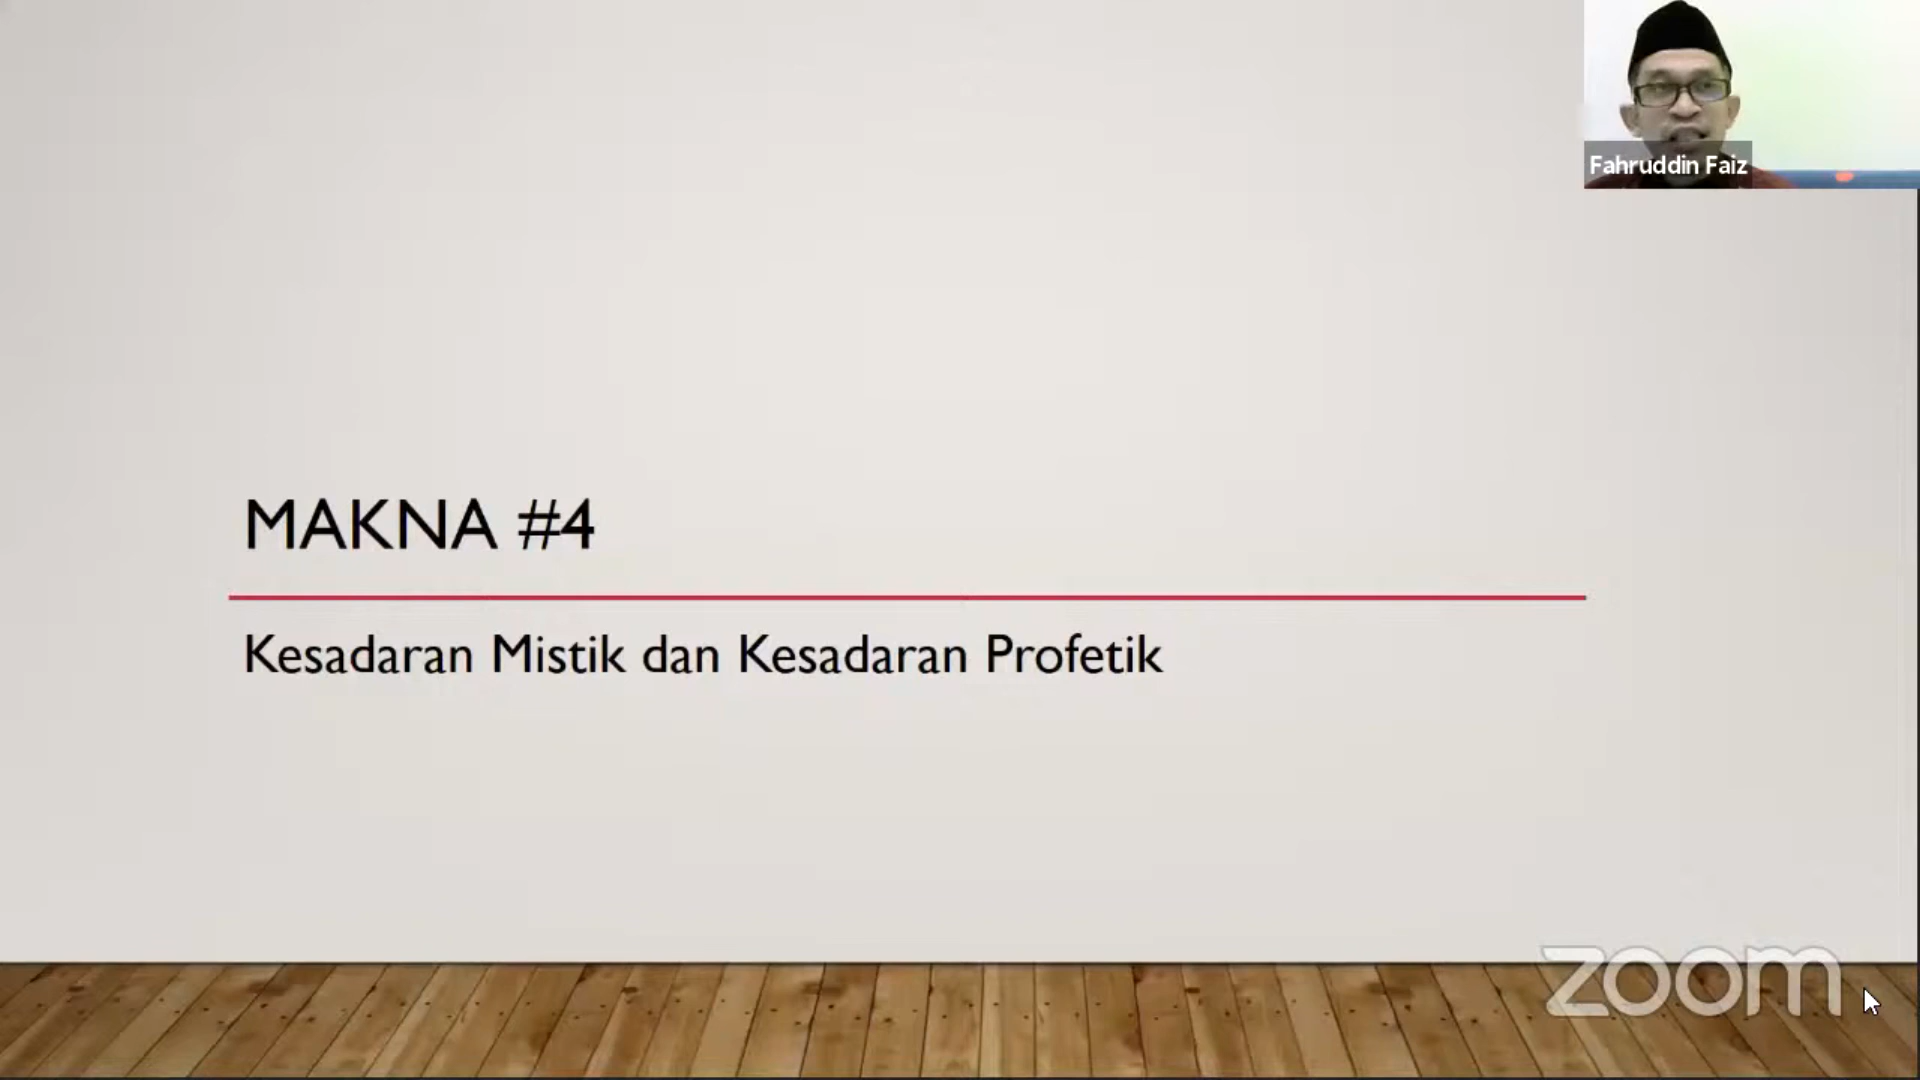 Fahruddin Faiz
MAKNA #4
Kesadaran Mistik dan Kesadaran Profetik
zoom